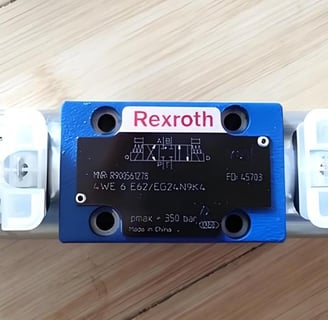 Rexroth
MNR: R900561278
FD: 45703
4WE 6 E62/EG24N9K4
pmax - 350 bar
Made in China